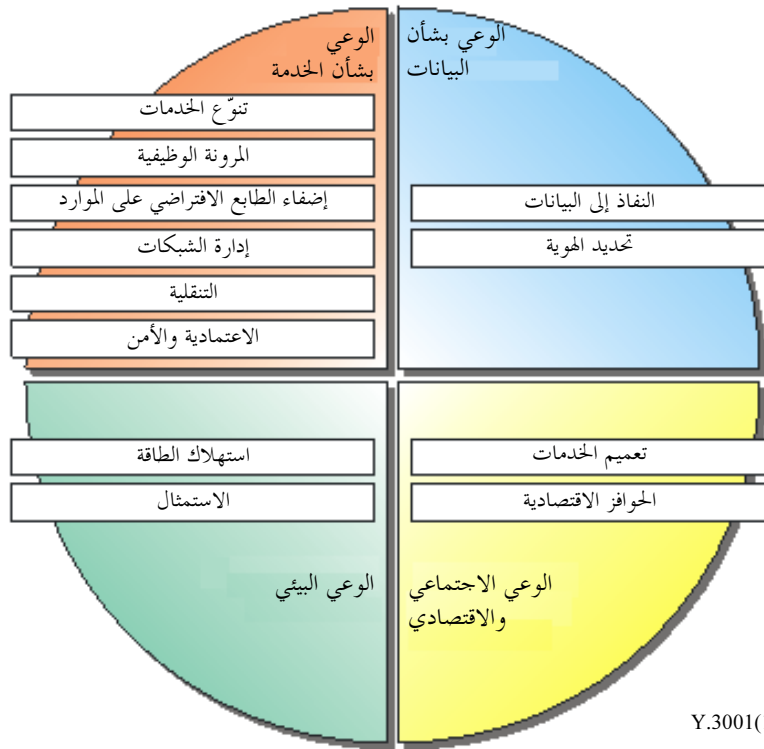 الوعي بشأن
البيانات
النفاذ إلى البيانات
تحديد الهوية
الوعي
بشأن الخدمة
تنوّع الخدمات
المرونة الوظيفية
إضفاء الطابع الافتراضي على الموارد
إدارة الشبكات
التنقلية
الاعتمادية والأمن
تعميم الخدمات
الحوافز الاقتصادية
الوعي الاجتماعي
والاقتصادي
استهلاك الطاقة
الاستمثال
الوعي البيئي
Y.3001(